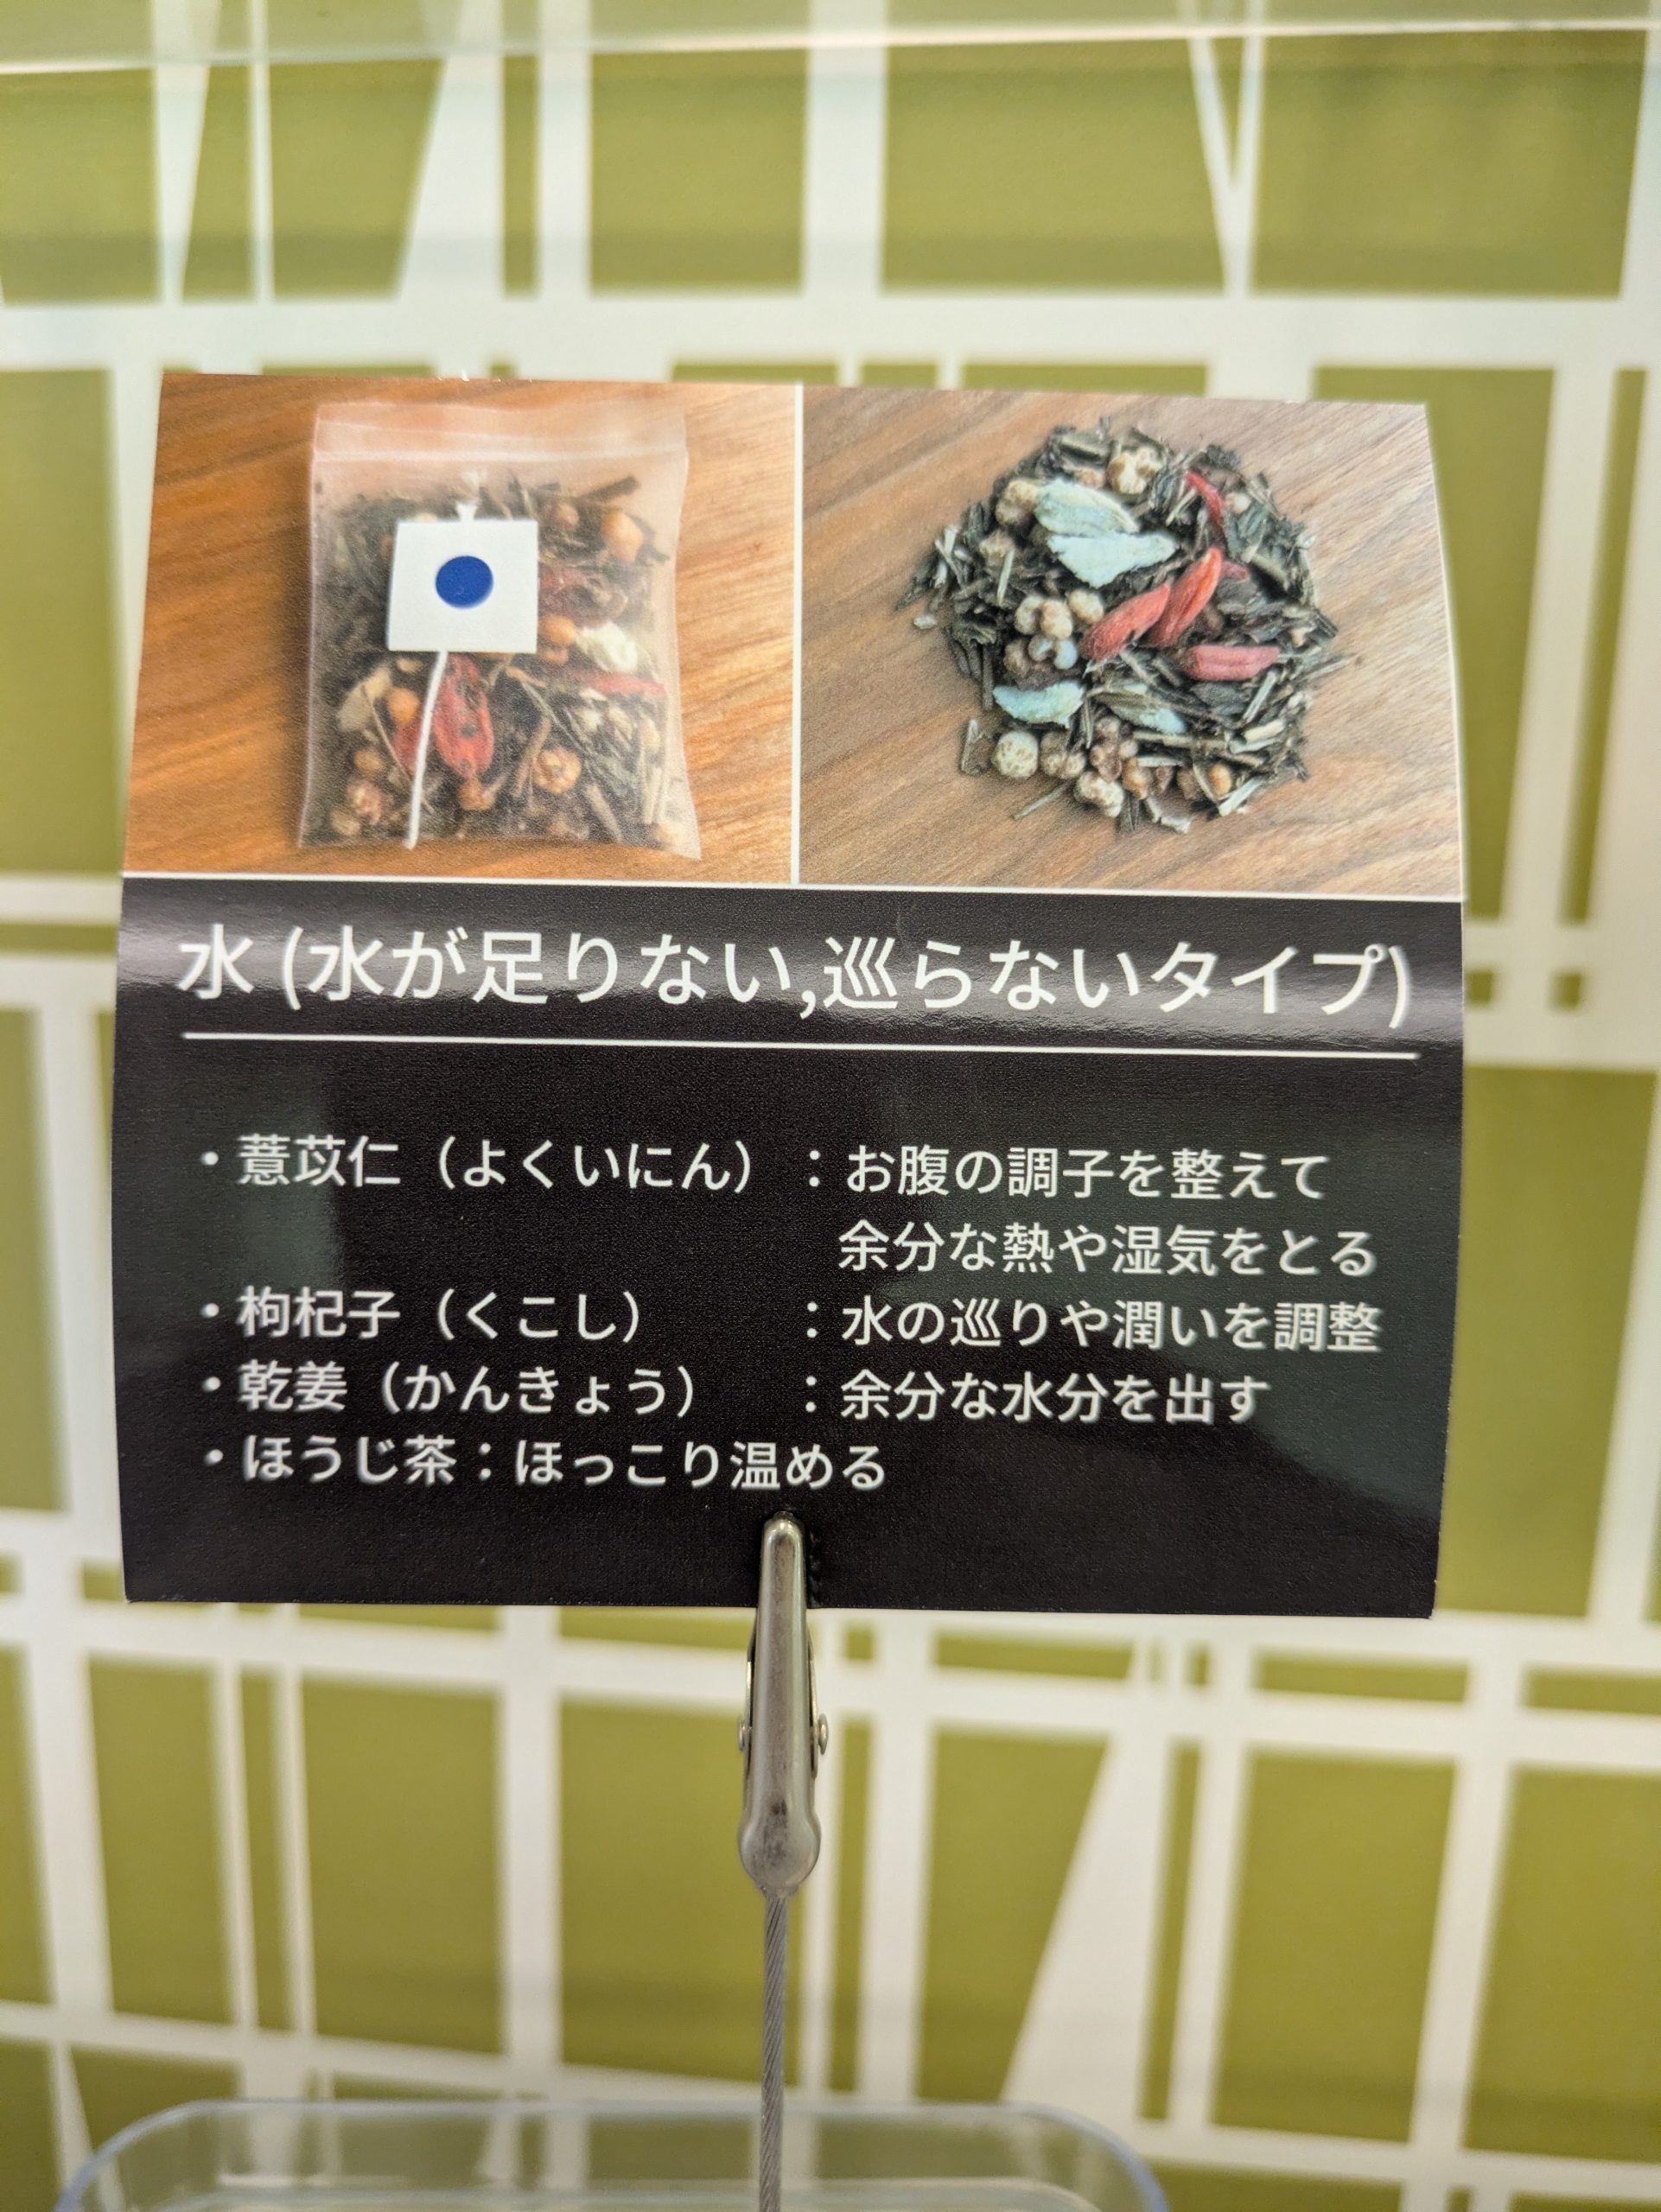 水 (水が足りない,巡らないタイプ)
・薏苡仁（よくいにん）：お腹の調子を整えて
余分な熱や湿気をとる
・枸杞子（くこし）：水の巡りや潤いを調整
・乾姜（かんきょう）：余分な水分を出す
・ほうじ茶：ほっこり温める